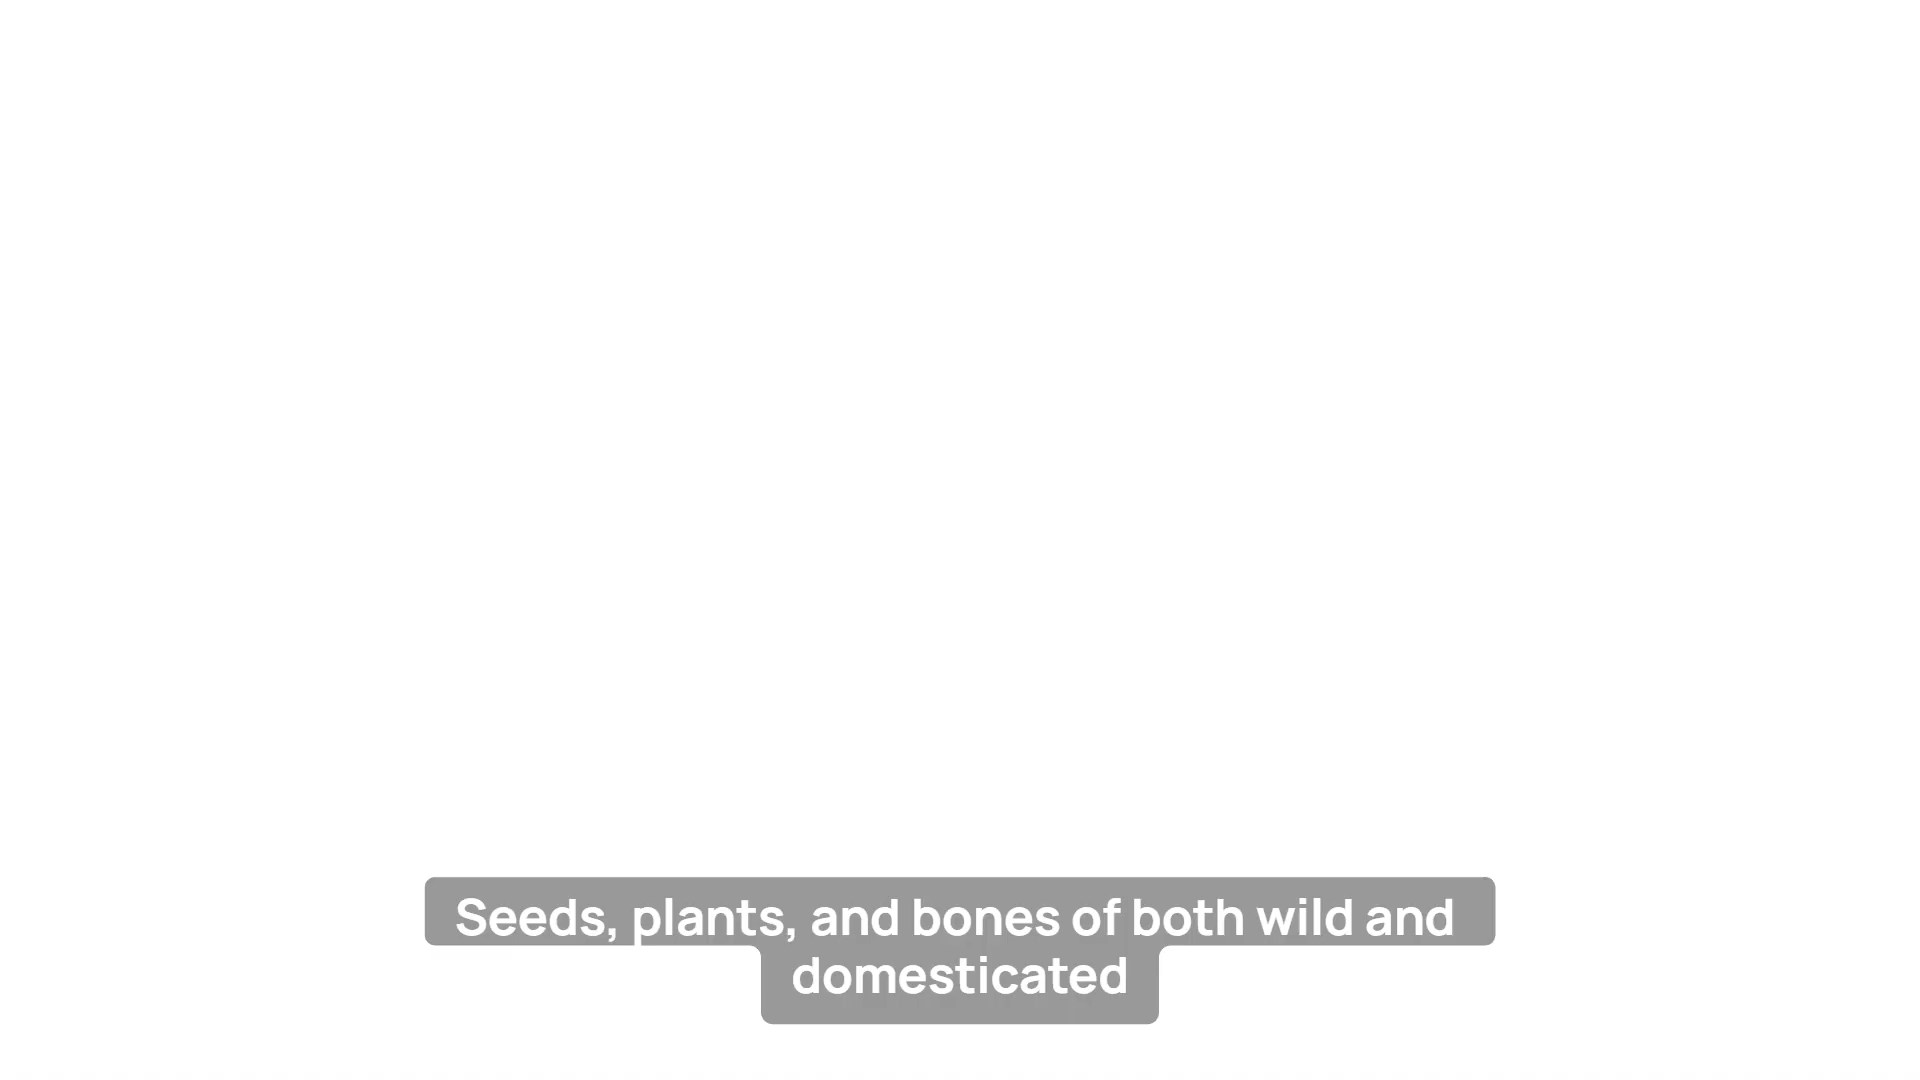 Seeds, plants, and bones of both wild and
domesticated